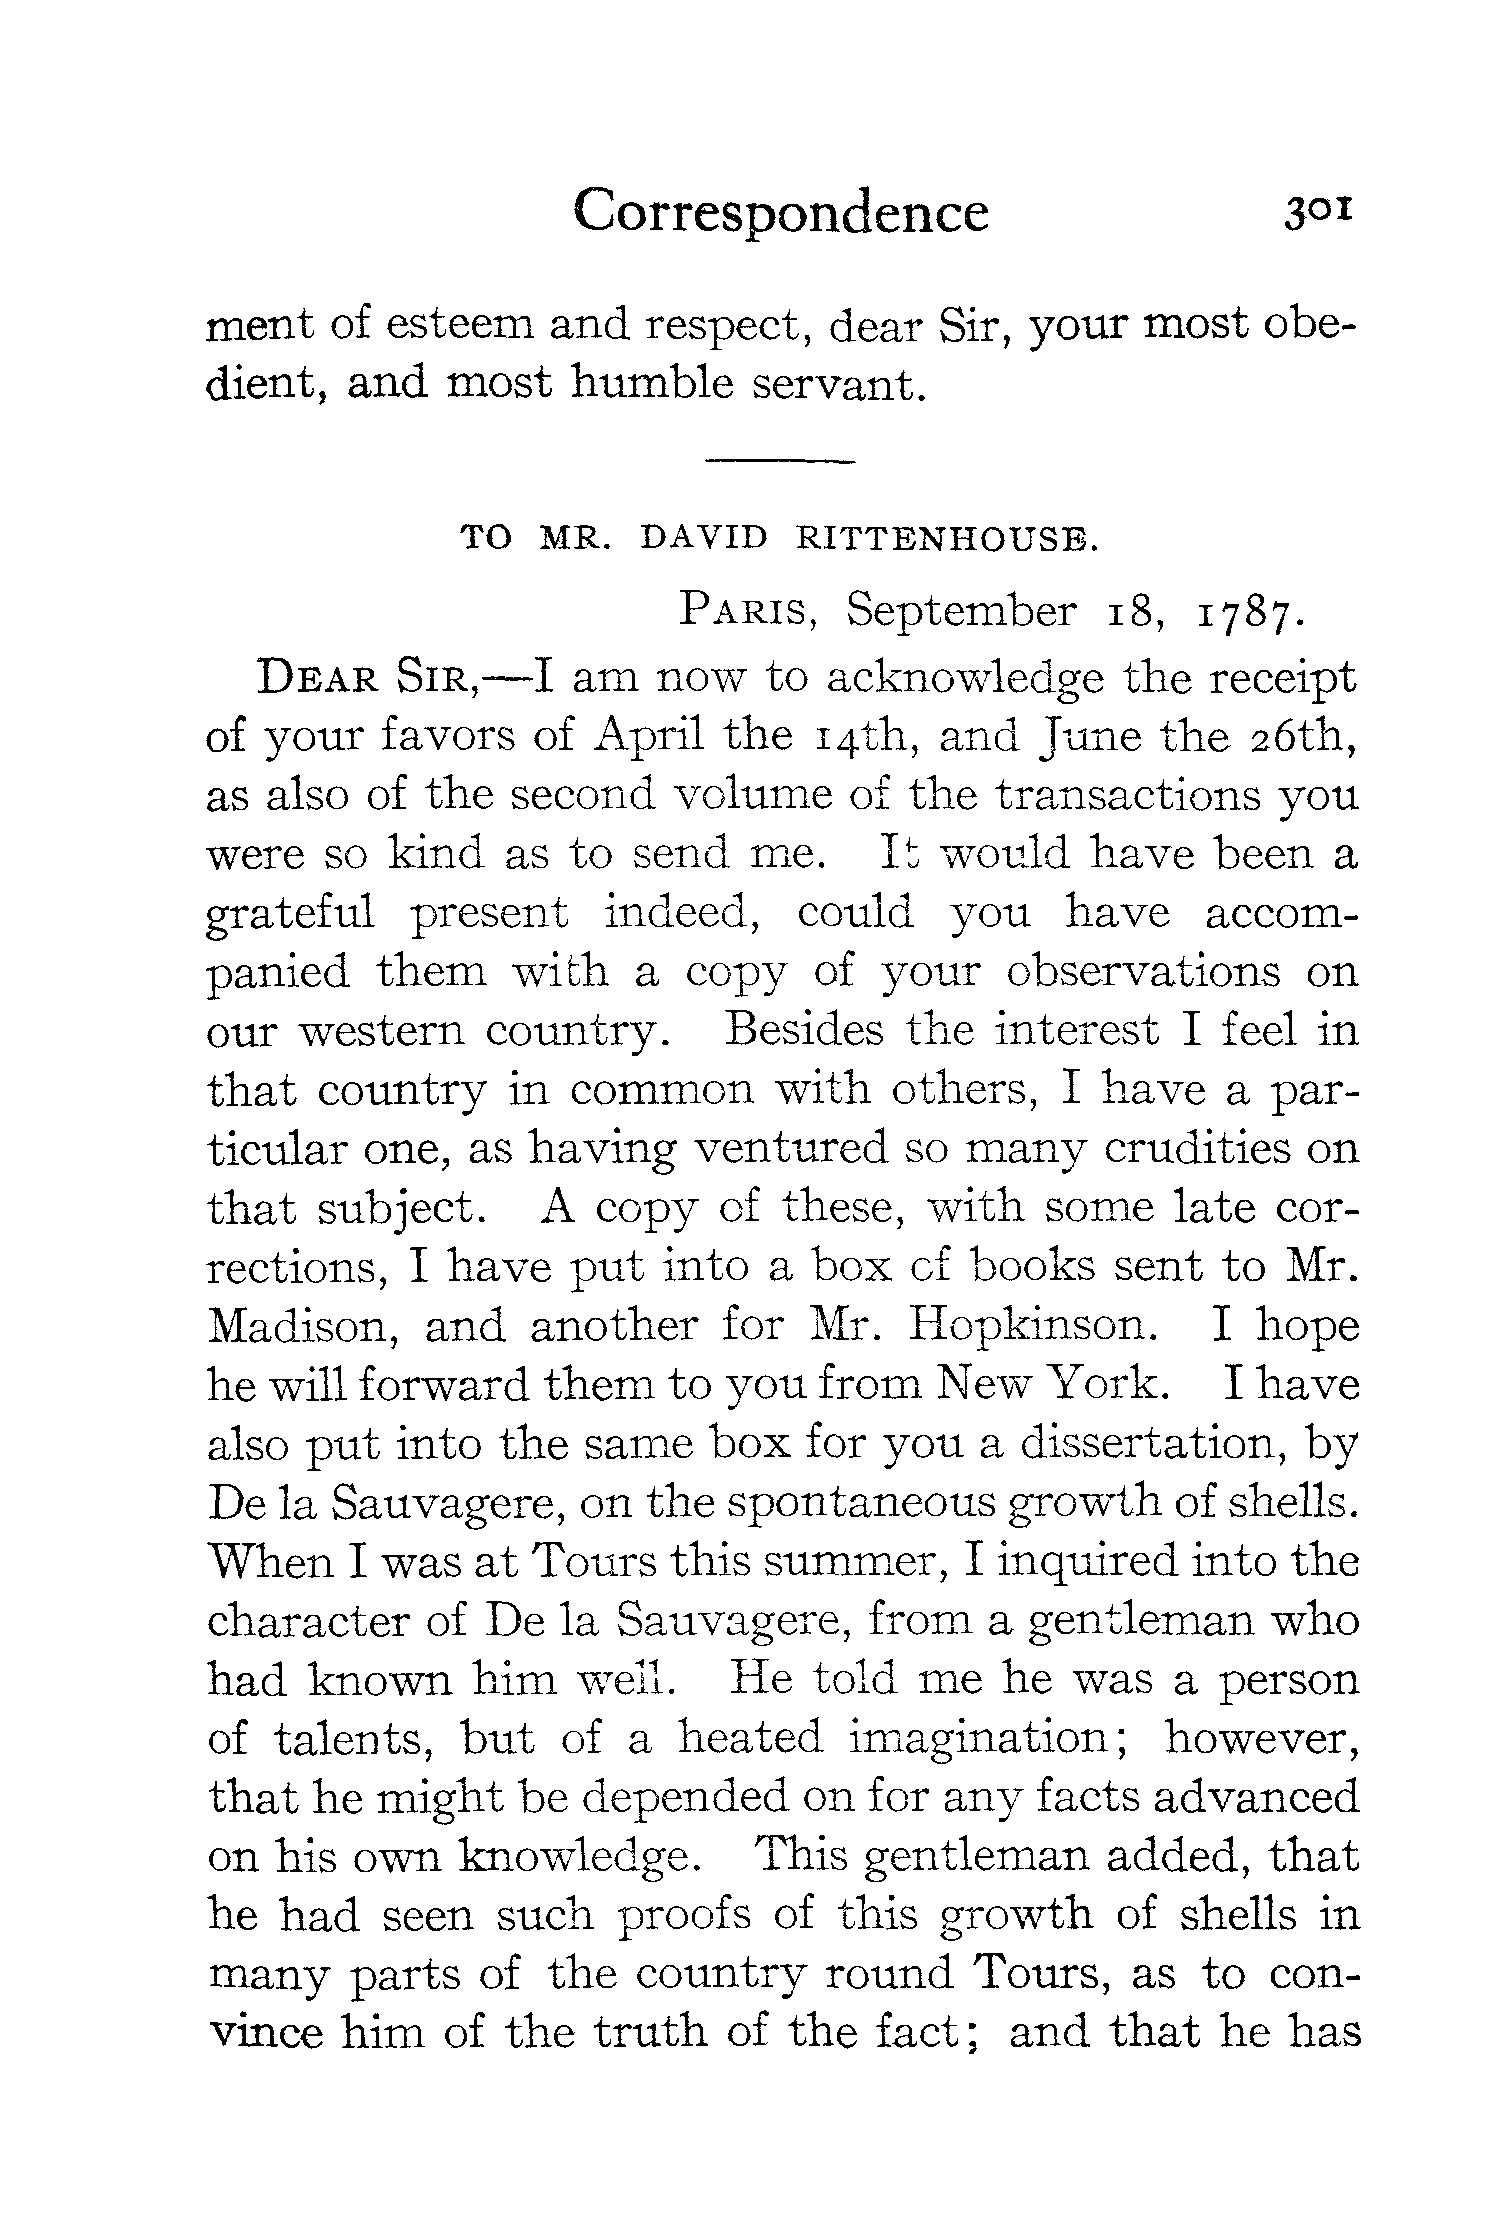 Correspondence 301
ment of esteem and respect, dear Sir, your most obe-
dient, and most humble servant.
TO MR. DAVID RITTENHOUSE.
PARIS, September 18, 1787.
DEAR SIR,—I am now to acknowledge the receipt
of your favors of April the 14th, and June the 26th,
as also of the second volume of the transactions you
were so kind as to send me. It would have been a
grateful present indeed, could you have accom-
panied them with a copy of your observations on
our western country. Besides the interest I feel in
that country in common with others, I have a par-
ticular one, as having ventured so many crudities on
that subject. A copy of these, with some late cor-
rections, I have put into a box of books sent to Mr.
Madison, and another for Mr. Hopkinson. I hope
he will forward them to you from New York. I have
also put into the same box for you a dissertation, by
De la Sauvagere, on the spontaneous growth of shells.
When I was at Tours this summer, I inquired into the
character of De la Sauvagere, from a gentleman who
had known him well. He told me he was a person
of talents, but of a heated imagination; however,
that he might be depended on for any facts advanced
on his own knowledge. This gentleman added, that
he had seen such proofs of this growth of shells in
many parts of the country round Tours, as to con-
vince him of the truth of the fact; and that he has